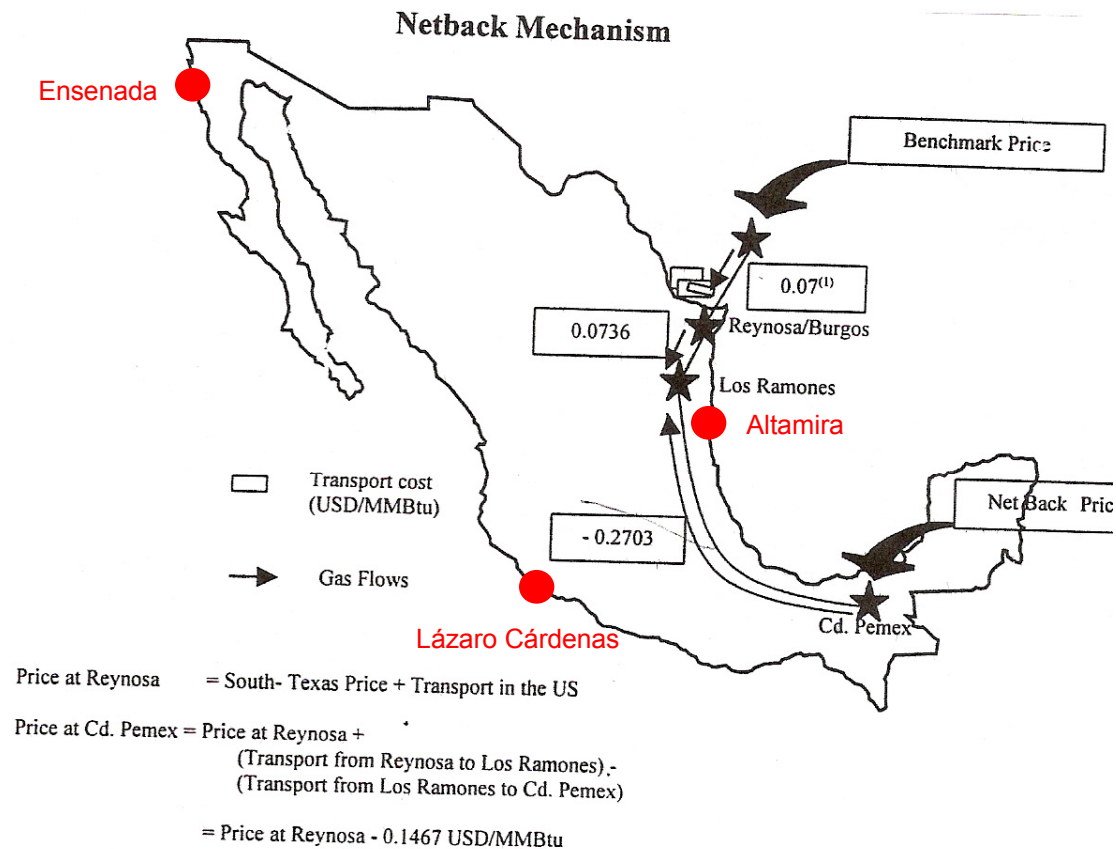 Netback Mechanism
Ensenada
Benchmark Price
0.07(1)
0.0736
Reynosa/Burgos
Los Ramones
Altamira
Transport cost
(USD/MMBtu)
Net Back Pric
- 0.2703
Gas Flows
Cd. Pemex
Lázaro Cárdenas
Price at Reynosa = South- Texas Price + Transport in the US
Price at Cd. Pemex = Price at Reynosa +
(Transport from Reynosa to Los Ramones).-
(Transport from Los Ramones to Cd. Pemex)
= Price at Reynosa - 0.1467 USD/MMBtu